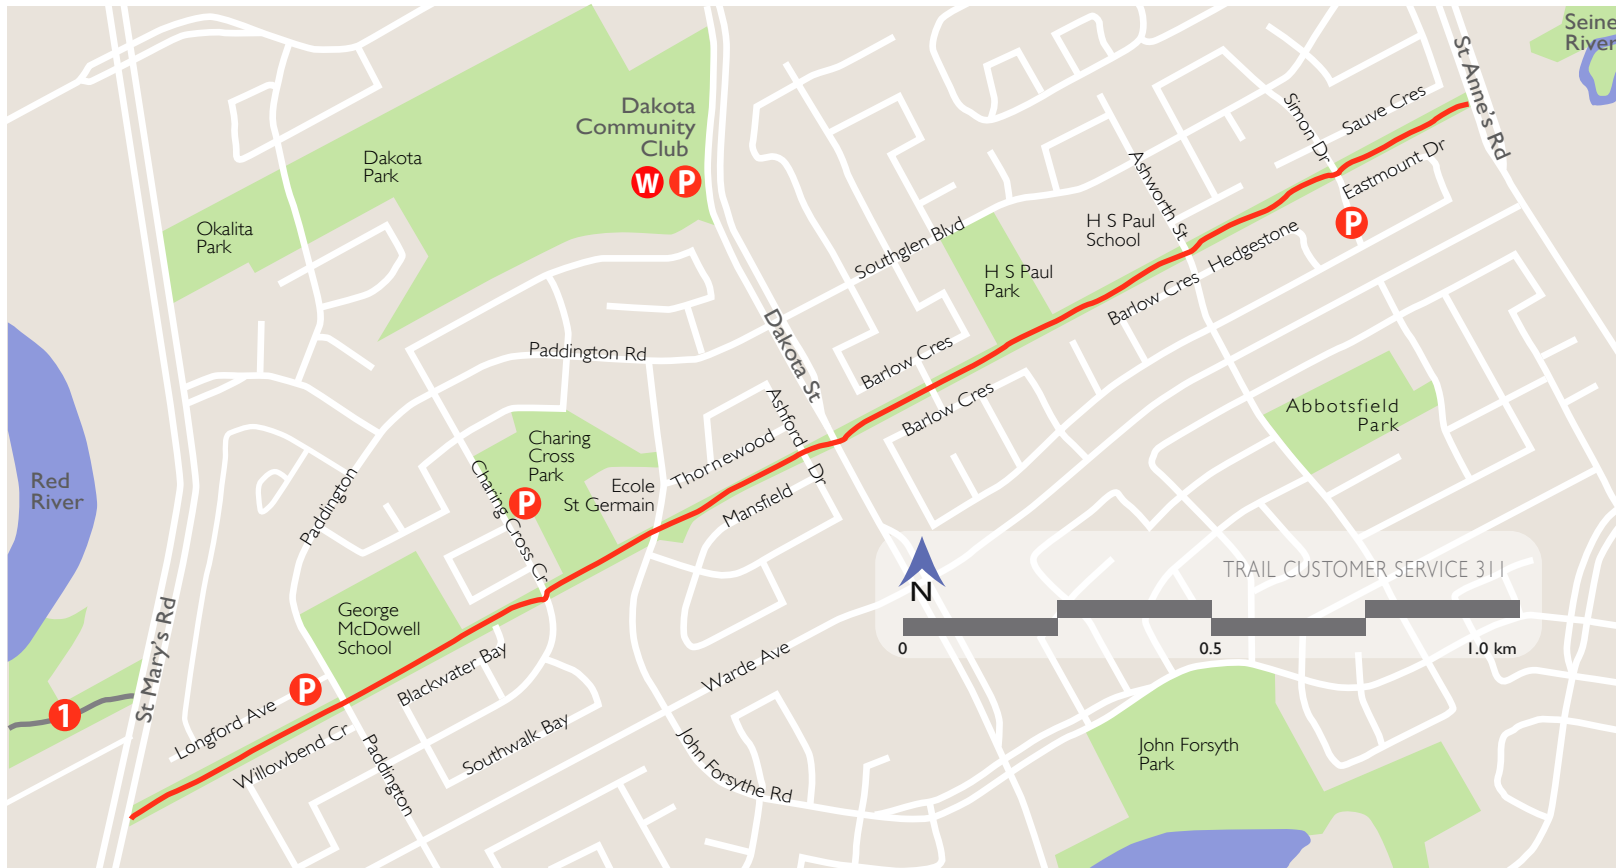 Seine
River
St Anne's Rd
Simon Dr
Sauve Cres
Eastmount Dr
P
Dakota
Community
Club
W
P
Dakota
Park
Okalita
Park
Ashworth St
H S Paul
School
Hedgestone
Southglen Blvd
H S Paul
Park
Barlow Cres
Dakota St
Paddington Rd
Barlow Cres
Barlow Cres
Abbotsfield
Park
Ashford
Dr
Thornewood
Mansfield
Charing
Cross
Park
P
Ecole
St Germain
Charing Cross Cr
Red
River
Paddington
George
McDowell
School
St Mary's Rd
P
1
Longford Ave
Willowbend Cr
Blackwater Bay
Southwalk Bay
Paddington
Warde Ave
John Forsythe Rd
N
TRAIL CUSTOMER SERVICE 311
0
0.5
1.0 km
John Forsyth
Park